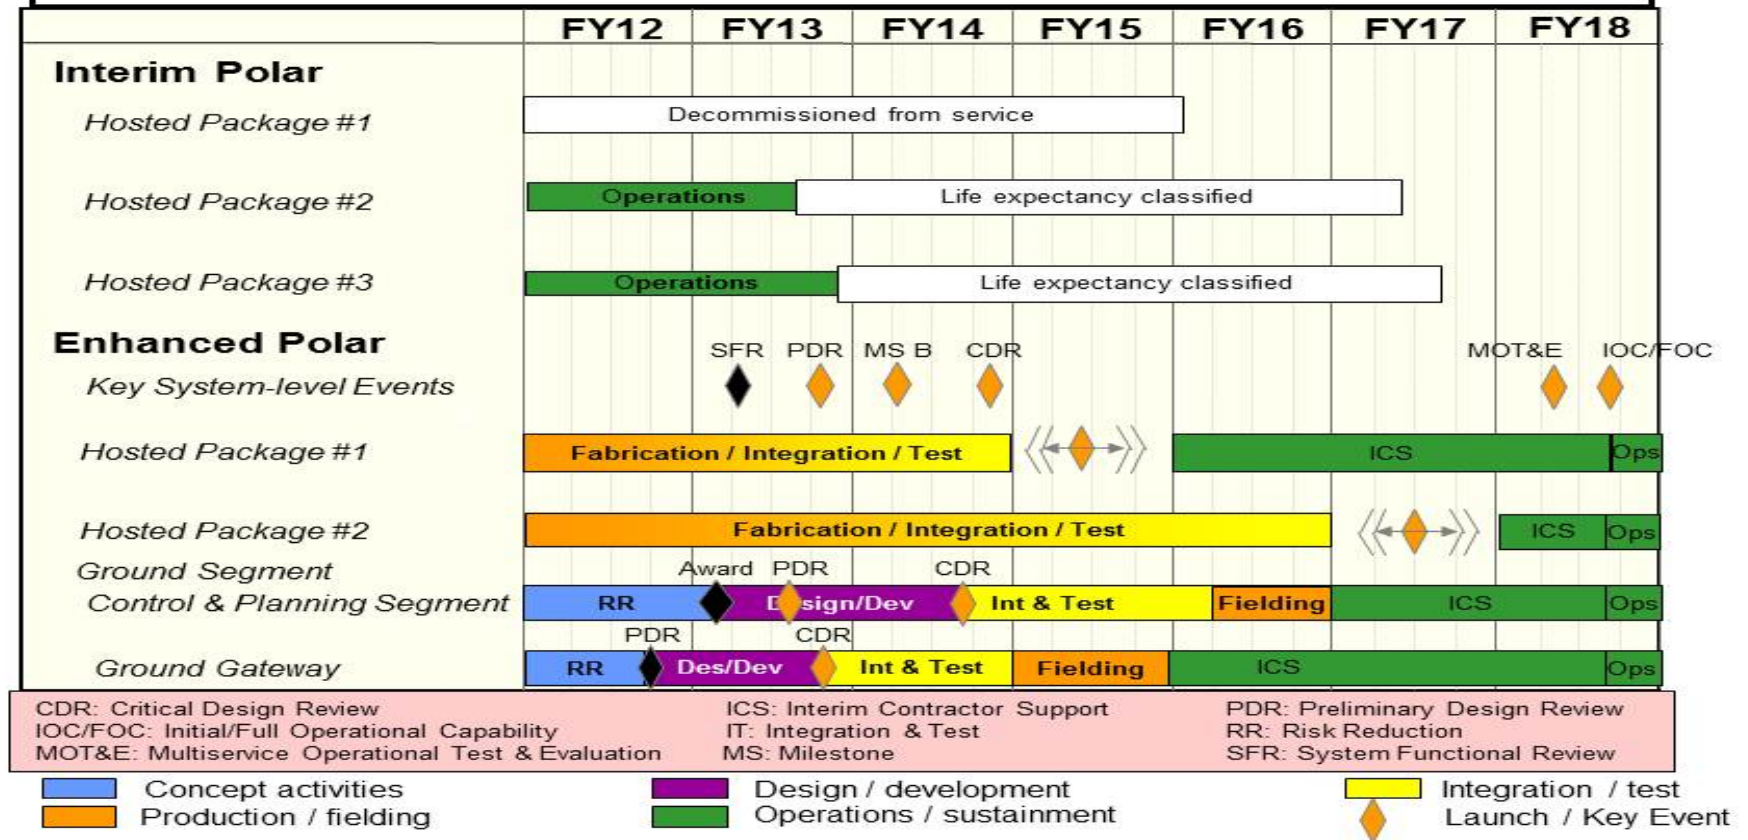 FY12 FY13 FY14 FY15 FY16 FY17 FY18
Interim Polar
Hosted Package #1
Decommissioned from service
Hosted Package #2
Operations
Life expectancy classified
Hosted Package #3
Operations
Life expectancy classified
Enhanced Polar
SFR PDR MS B CDR MOT&E IOC/FOC
Key System-level Events
Hosted Package #1
Fabrication / Integration / Test
ICS
Ops
Hosted Package #2
Fabrication / Integration / Test
ICS
Ops
Ground Segment
Award PDR CDR
Control & Planning Segment
RR
Design/Dev
Int & Test
Fielding
ICS
Ops
PDR CDR
Ground Gateway
RR
Des/Dev
Int & Test
Fielding
ICS
Ops
CDR: Critical Design Review
IOC/FOC: Initial/Full Operational Capability
MOT&E: Multiservice Operational Test & Evaluation
ICS: Interim Contractor Support
IT: Integration & Test
MS: Milestone
PDR: Preliminary Design Review
RR: Risk Reduction
SFR: System Functional Review
Concept activities
Production / fielding
Design / development
Operations / sustainment
Integration / test
Launch / Key Event